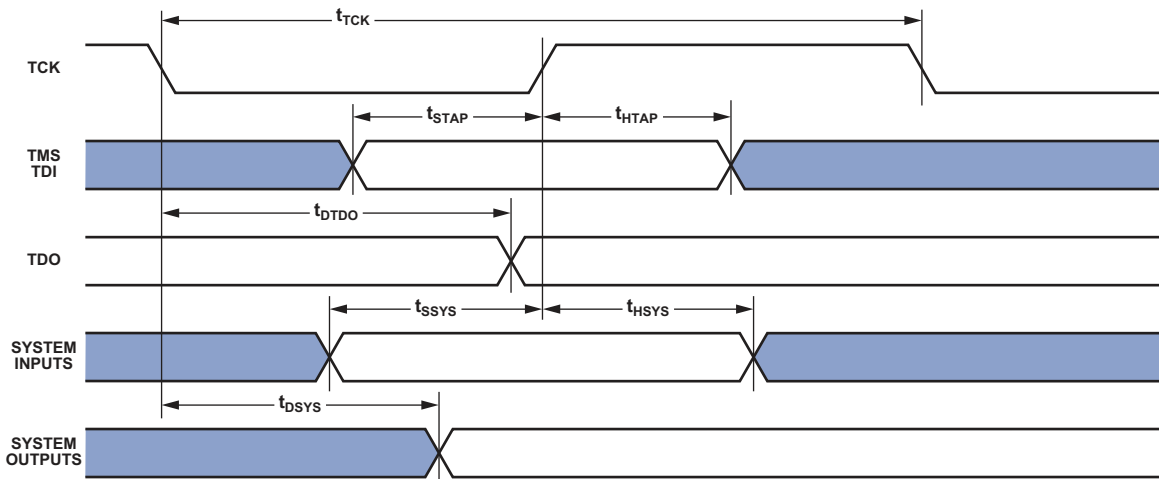 tTCK
TCK
tSTAP
tHTAP
TMS
TDI
tDTDO
TDO
tSSYS
tHSYS
SYSTEM
INPUTS
tDSYS
SYSTEM
OUTPUTS